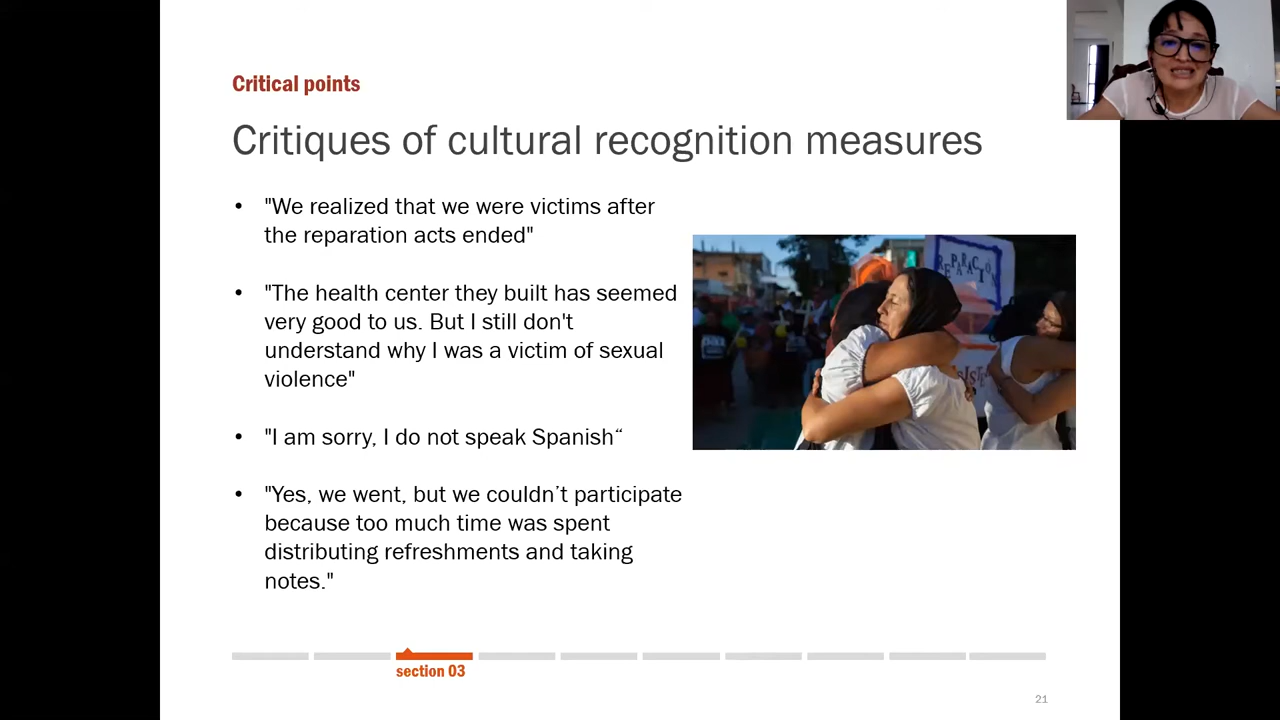 Critical points
Critiques of cultural recognition measures
• "We realized that we were victims after
the reparation acts ended"
• "The health center they built has seemed
very good to us. But I still don't
understand why I was a victim of sexual
violence"
• "I am sorry, I do not speak Spanish“
• "Yes, we went, but we couldn’t participate
because too much time was spent
distributing refreshments and taking
notes."
REPARACIÓN
section 03
21